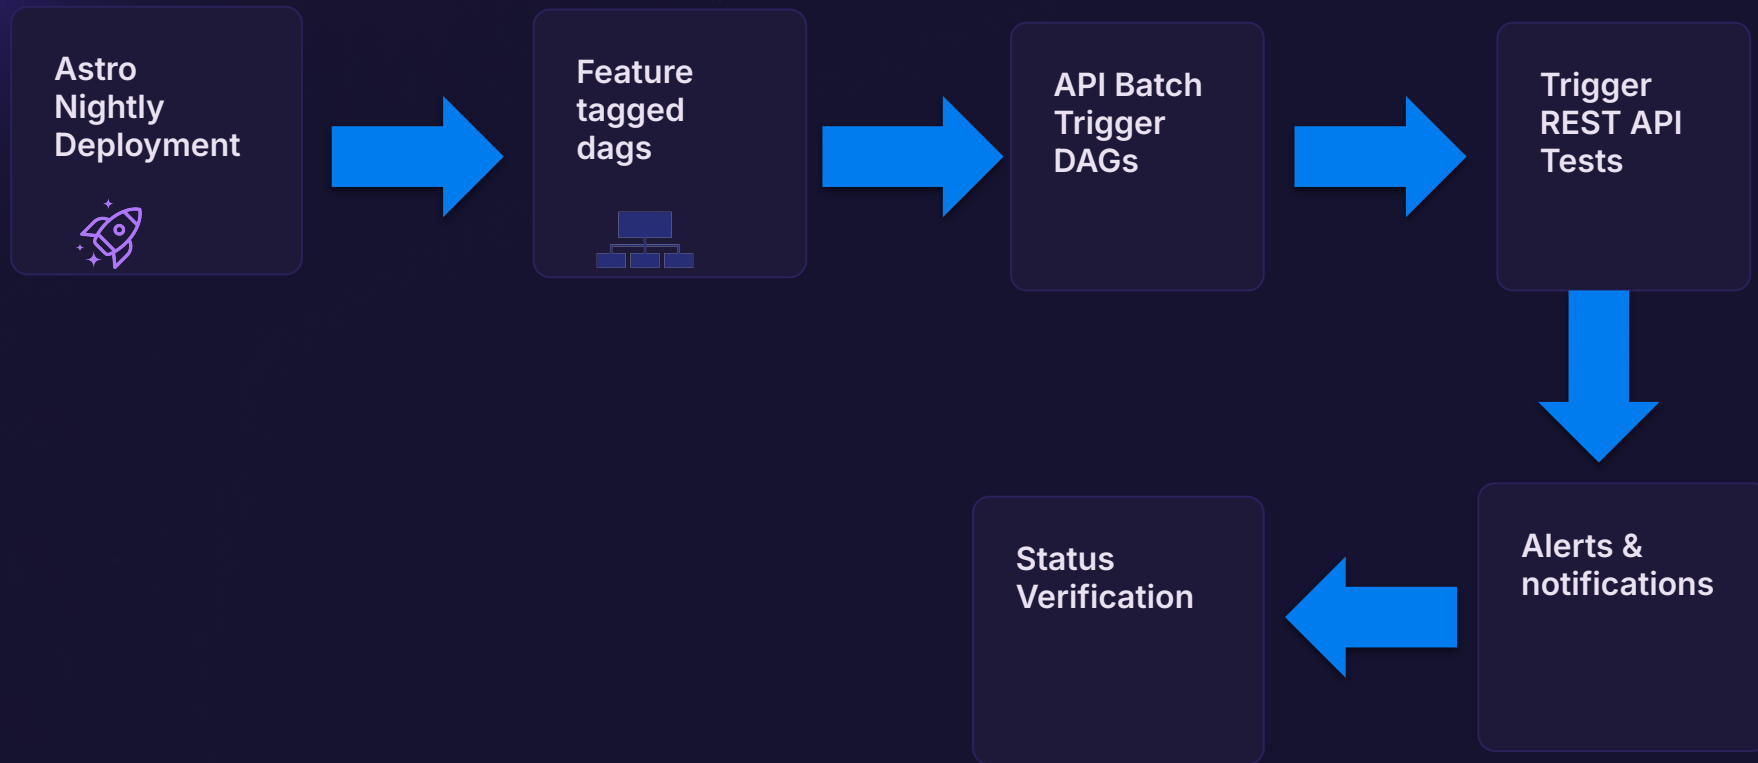 Astro
Nightly
Deployment
Feature
tagged
dags
API Batch
Trigger
DAGs
Trigger
REST API
Tests
Alerts &
notifications
Status
Verification